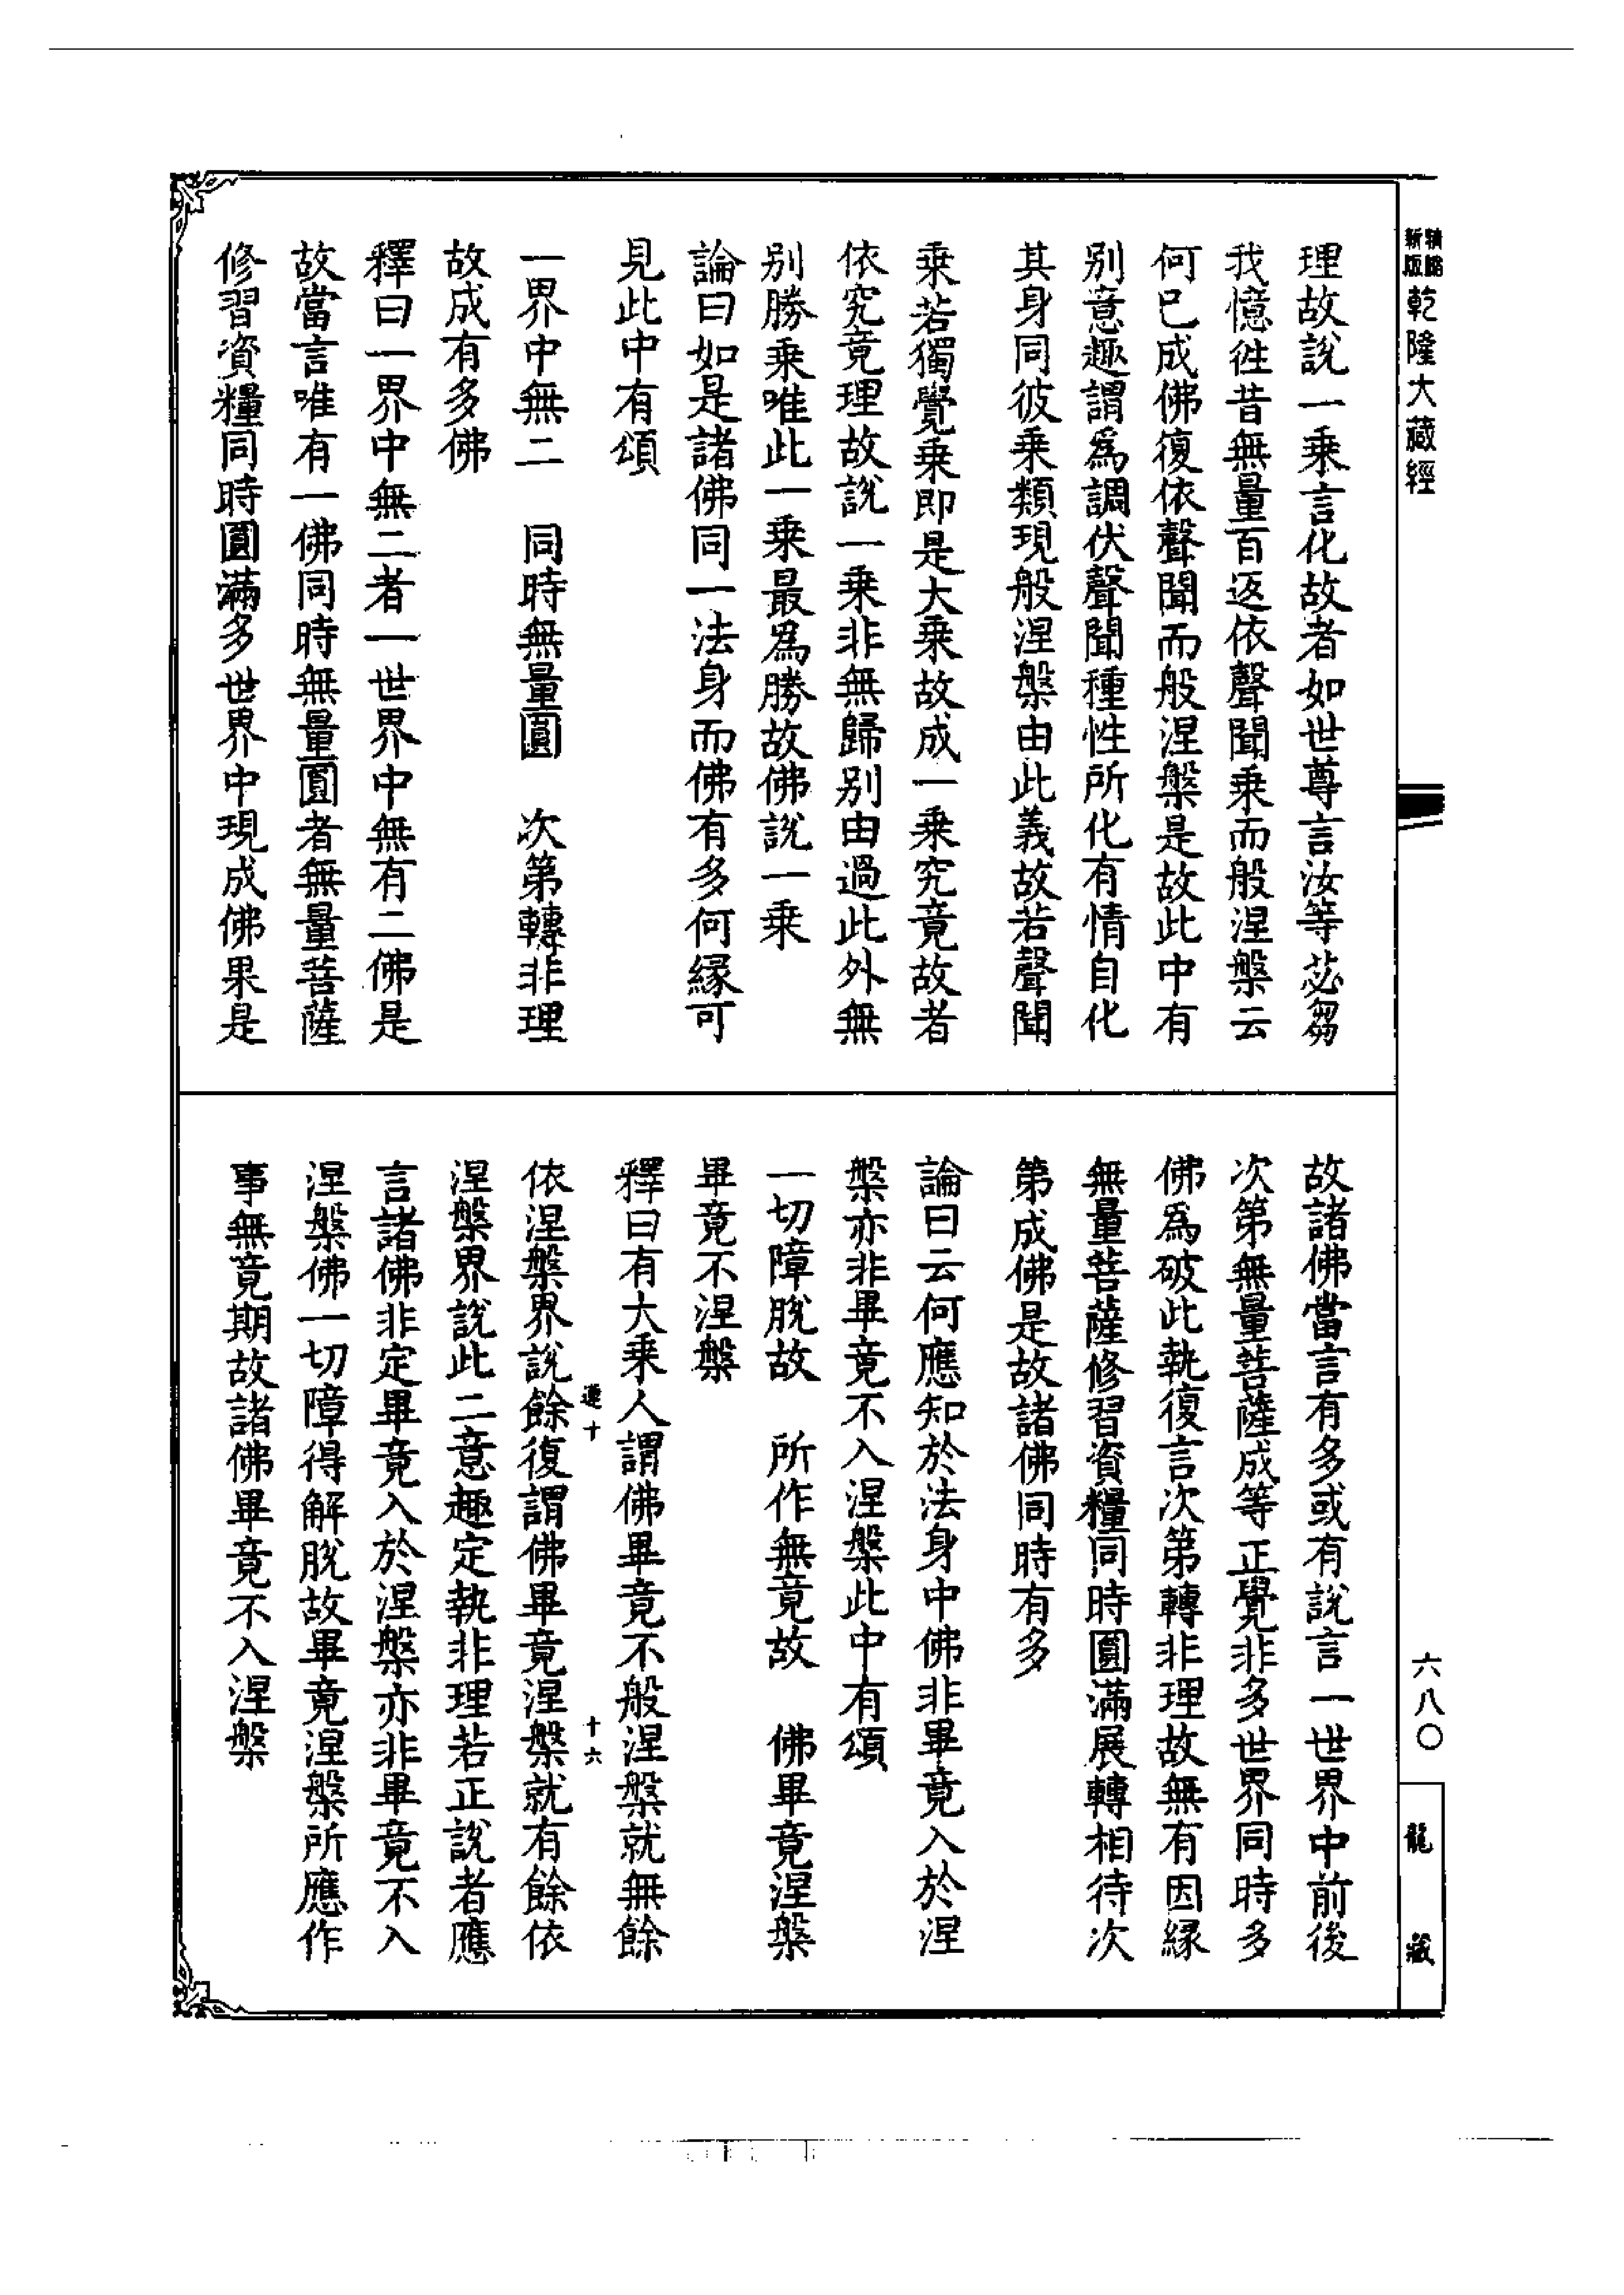 新版
乾隆大藏經
理故說一乘言化故者如世尊言汝等苾芻
我憶徃昔無量百返依聲聞乘而般涅槃云
何已成佛復依聲聞而般涅槃是故此中有
別意趣謂爲調伏聲聞種性所化有情自化
其身同彼乘類現般涅槃由此義故若聲聞
乘若獨覺乘即是大乘故成一乘究竟故者
依究竟理故說一乘非無歸別由過此外無
別勝乘唯此一乘最爲勝故佛說一乘
論曰如是諸佛同一法身而佛有多何緣可
見此中有頌
一界中無二　同時無量圓　次第轉非理
故成有多佛
釋曰一界中無二者一世界中無有二佛是
故當言唯有一佛同時無量圓者無量菩薩
修習資糧同時圓滿多世界中現成佛果是
故諸佛當言有多或有說言一世界中前後
次第無量菩薩成等正覺非多世界同時多
佛爲破此執復言次第轉非理故無有因緣
無量菩薩修習資糧同時圓滿展轉相待次
第成佛是故諸佛同時有多
論曰云何應知於法身中佛非畢竟入於涅
槃亦非畢竟不入涅槃此中有頌
一切障脫故　所作無竟故　佛畢竟涅槃
畢竟不涅槃
釋曰有大乘人謂佛畢竟不般涅槃就無餘
十
十六
依涅槃界說餘復謂佛畢竟涅槃就有餘依
涅槃界說此二意趣定執非理若正說者應
言諸佛非定畢竟入於涅槃亦非畢竟不入
涅槃佛一切障得解脫故畢竟涅槃所應作
事無竟期故諸佛畢竟不入涅槃
六八〇
龍藏